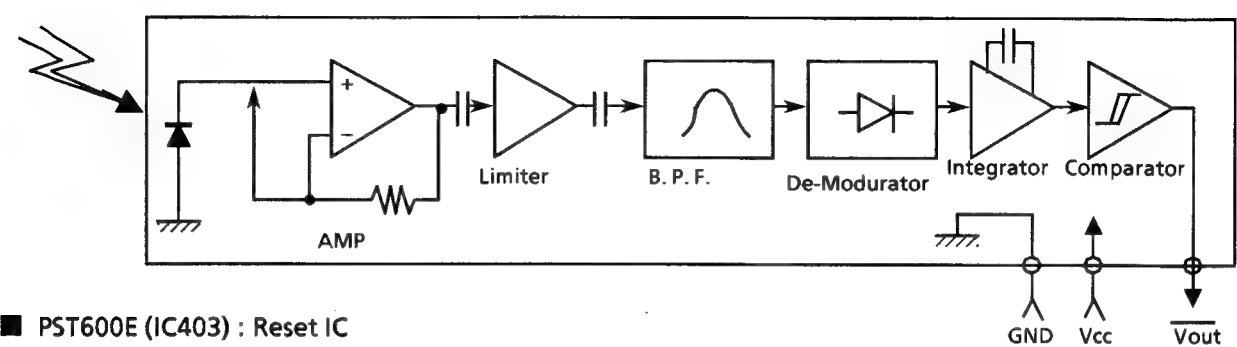 +
−
AMP
Limiter
B. P. F.
De-Modurator
Integrator
Comparator
GND
Vcc
Vout
■ PST600E (IC403) : Reset IC